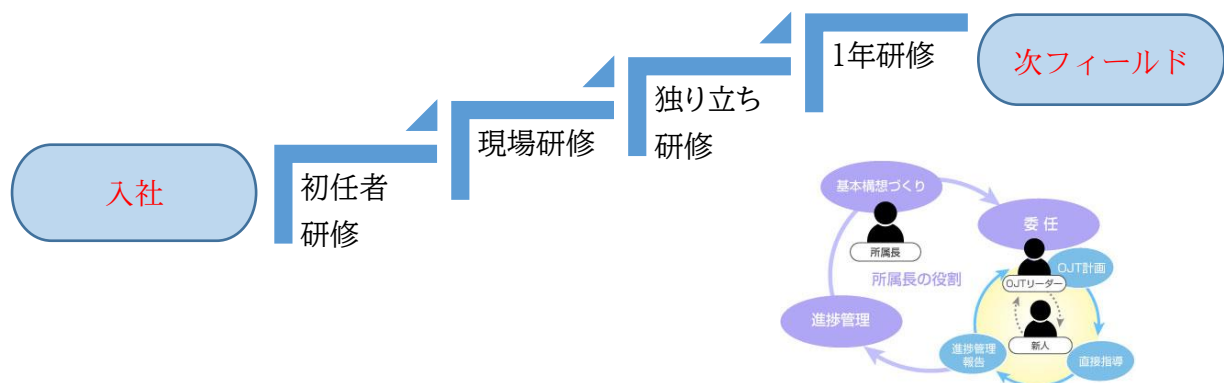 入社
初任者
研修
現場研修
独り立ち
研修
1年研修
次フィールド
基本構想づくり
所属長
所属長の役割
委任
OJT計画
OJTリーダー
新人
進捗管理
進捗管理
報告
直接指導